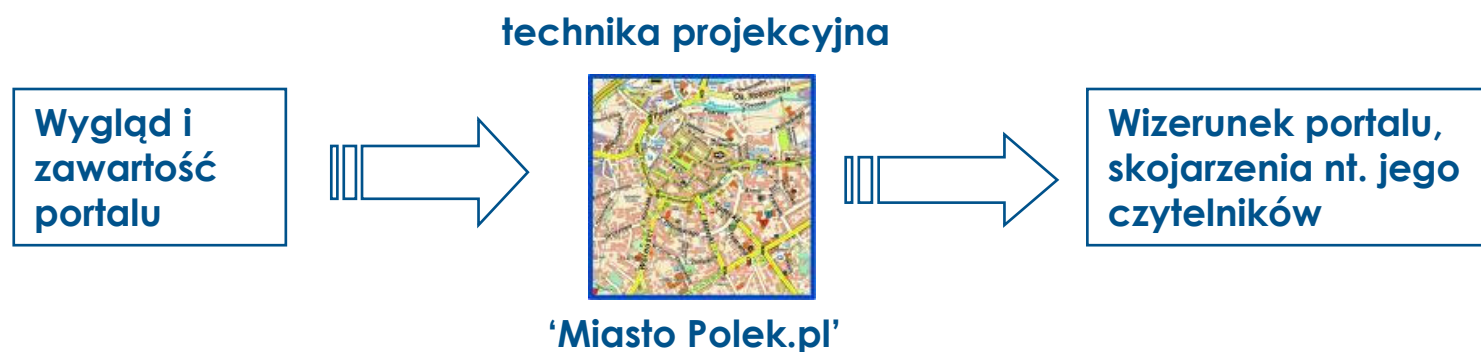 technika projekcyjna
Wygląd i
zawartość
portalu
Wizerunek portalu,
skojarzenia nt. jego
czytelników
‘Miasto Polek.pl’